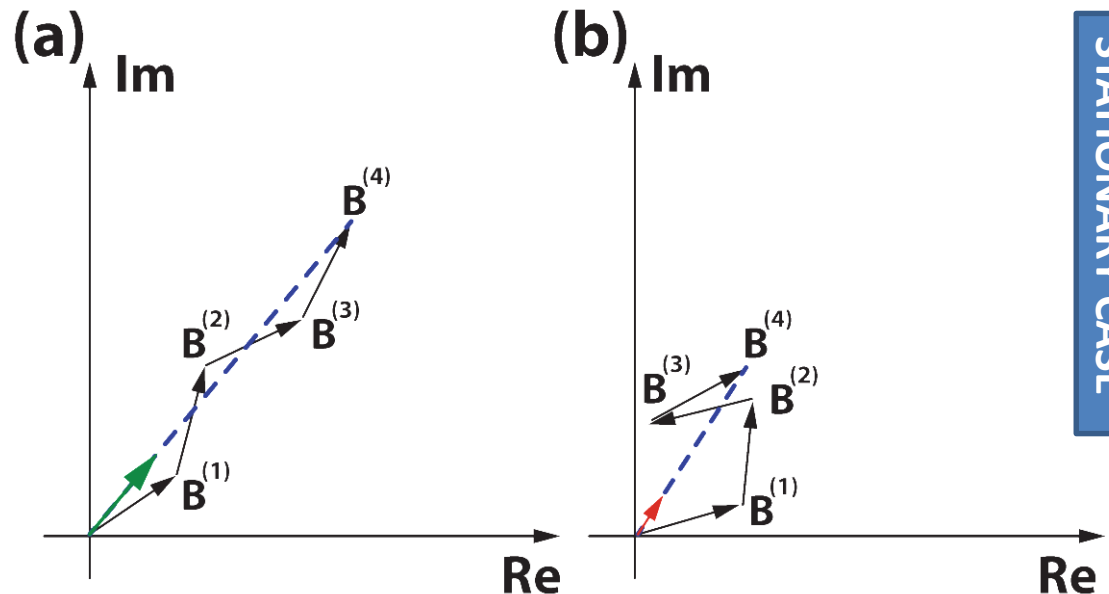 (a)
Im
B(4)
B(2)
B(3)
B(1)
Re
(b)
Im
B(4)
B(3)
B(2)
B(1)
Re
STATIONARY CASE